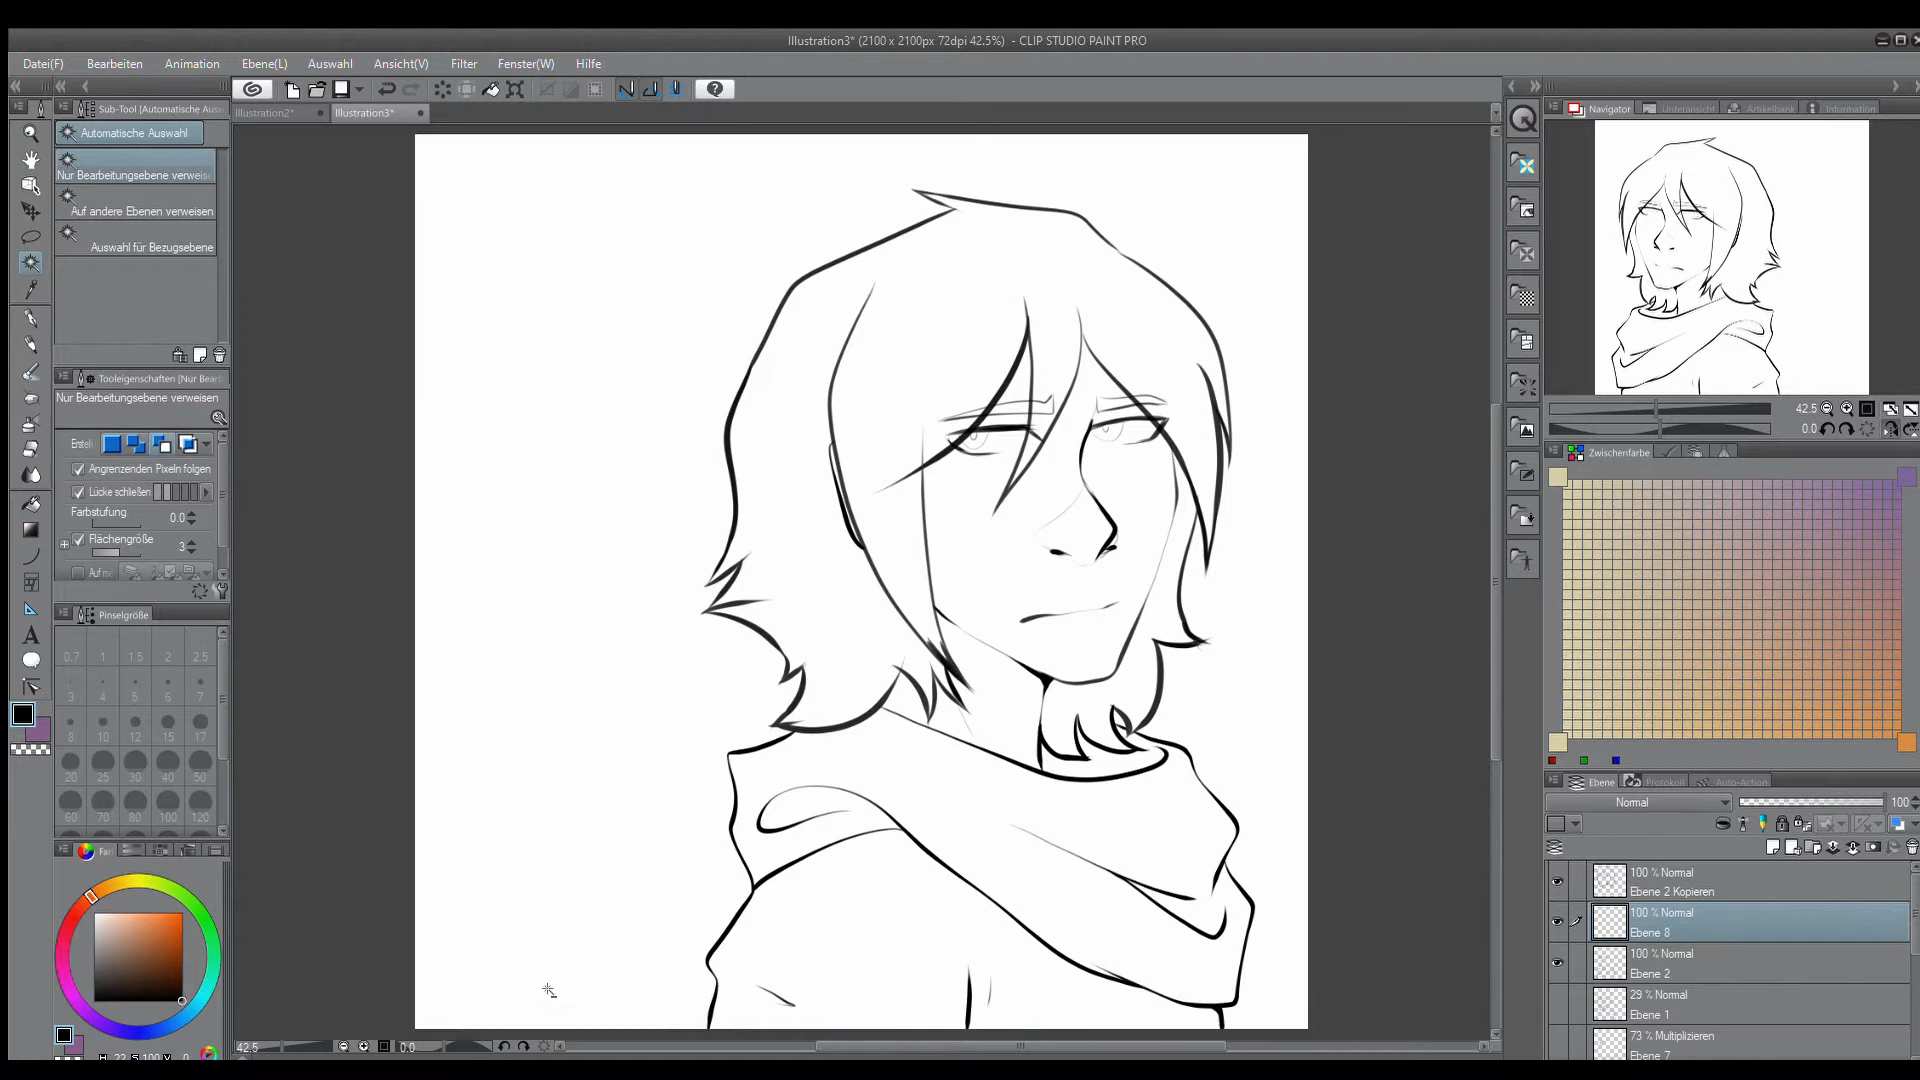 Illustration3* (2100 x 2100px 72dpi 42.5%) - CLIP STUDIO PAINT PRO
Datei(F) Bearbeiten Animation Ebene(L) Auswahl Ansicht(V) Filter Fenster(W) Hilfe
Sub-Tool [Automatische Ausw
Illustration2* Illustration3*
Automatische Auswahl
Nur Bearbeitungsebene verweise
Auf andere Ebenen verweisen
Auswahl für Bezugsebene
Tooleigenschaften [Nur Bearb
Nur Bearbeitungsebene verweisen
Erstell
Angrenzenden Pixeln folgen
Lücke schließen
Farbstufung 0.0
Flächengröße 3
Auf m
Pinselgröße
0.7 1 1.5 2 2.5
3 4 5 6 7
8 10 12 15 17
20 25 30 40 50
60 70 80 100 120
Far
H 22 S 100 V 0
42.5 0.0
Navigator Unteransicht Artikelbank Information
42.5
0.0
Zwischenfarbe
Ebene Protokoll Auto-Action
Normal 100
100 % Normal
Ebene 2 Kopieren
100 % Normal
Ebene 8
100 % Normal
Ebene 2
29 % Normal
Ebene 1
73 % Multiplizieren
Ebene 7